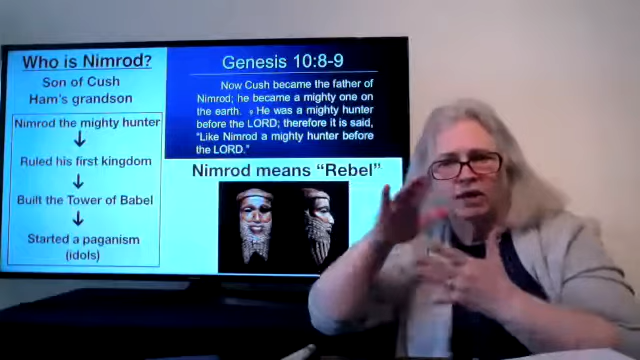 Who is Nimrod?
Son of Cush
Ham's grandson
Nimrod the mighty hunter
Ruled his first kingdom
Built the Tower of Babel
Started a paganism
(idols)
Genesis 10:8-9
Now Cush became the father of
Nimrod; he became a mighty one on
the earth. 9 He was a mighty hunter
before the LORD; therefore it is said,
"Like Nimrod a mighty hunter before
the LORD."
Nimrod means "Rebel"